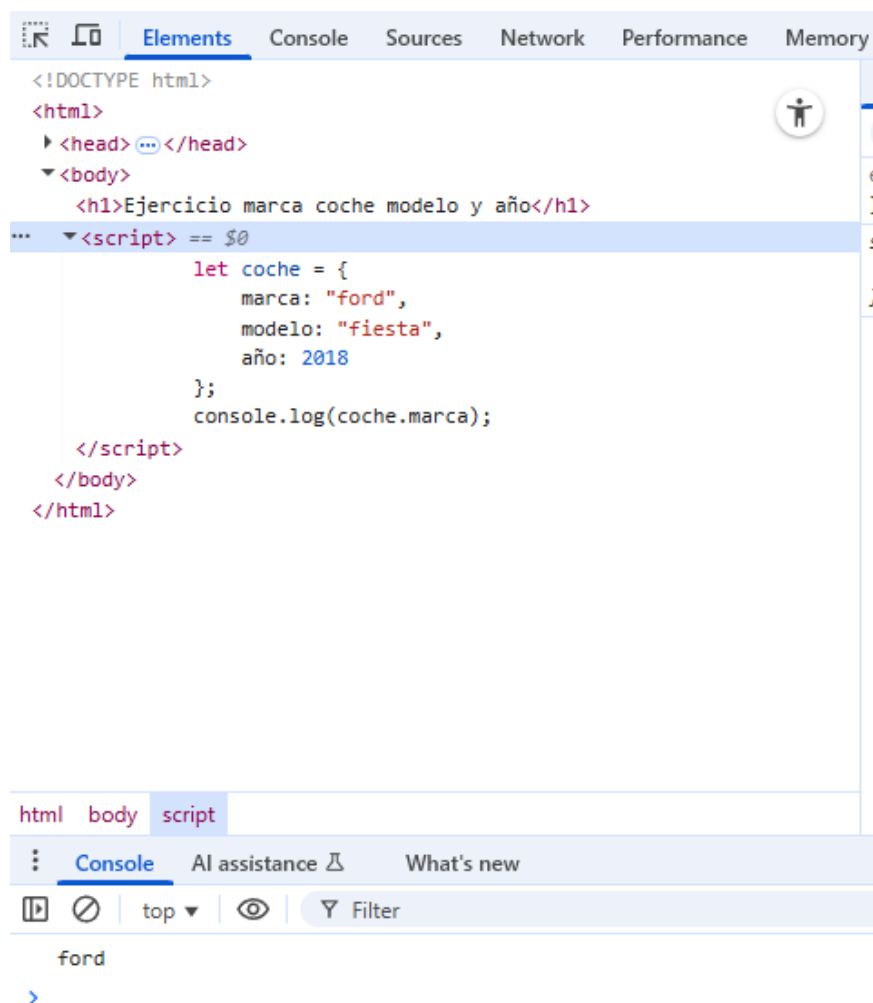 Elements Console Sources Network Performance Memory
<!DOCTYPE html>
<html>
<head> ••• </head>
<body>
<h1>Ejercicio marca coche modelo y año</h1>
••• <script> == $0
let coche = {
marca: "ford",
modelo: "fiesta",
año: 2018
};
console.log(coche.marca);
</script>
</body>
</html>
html body script
Console AI assistance What's new
top Filter
ford
>